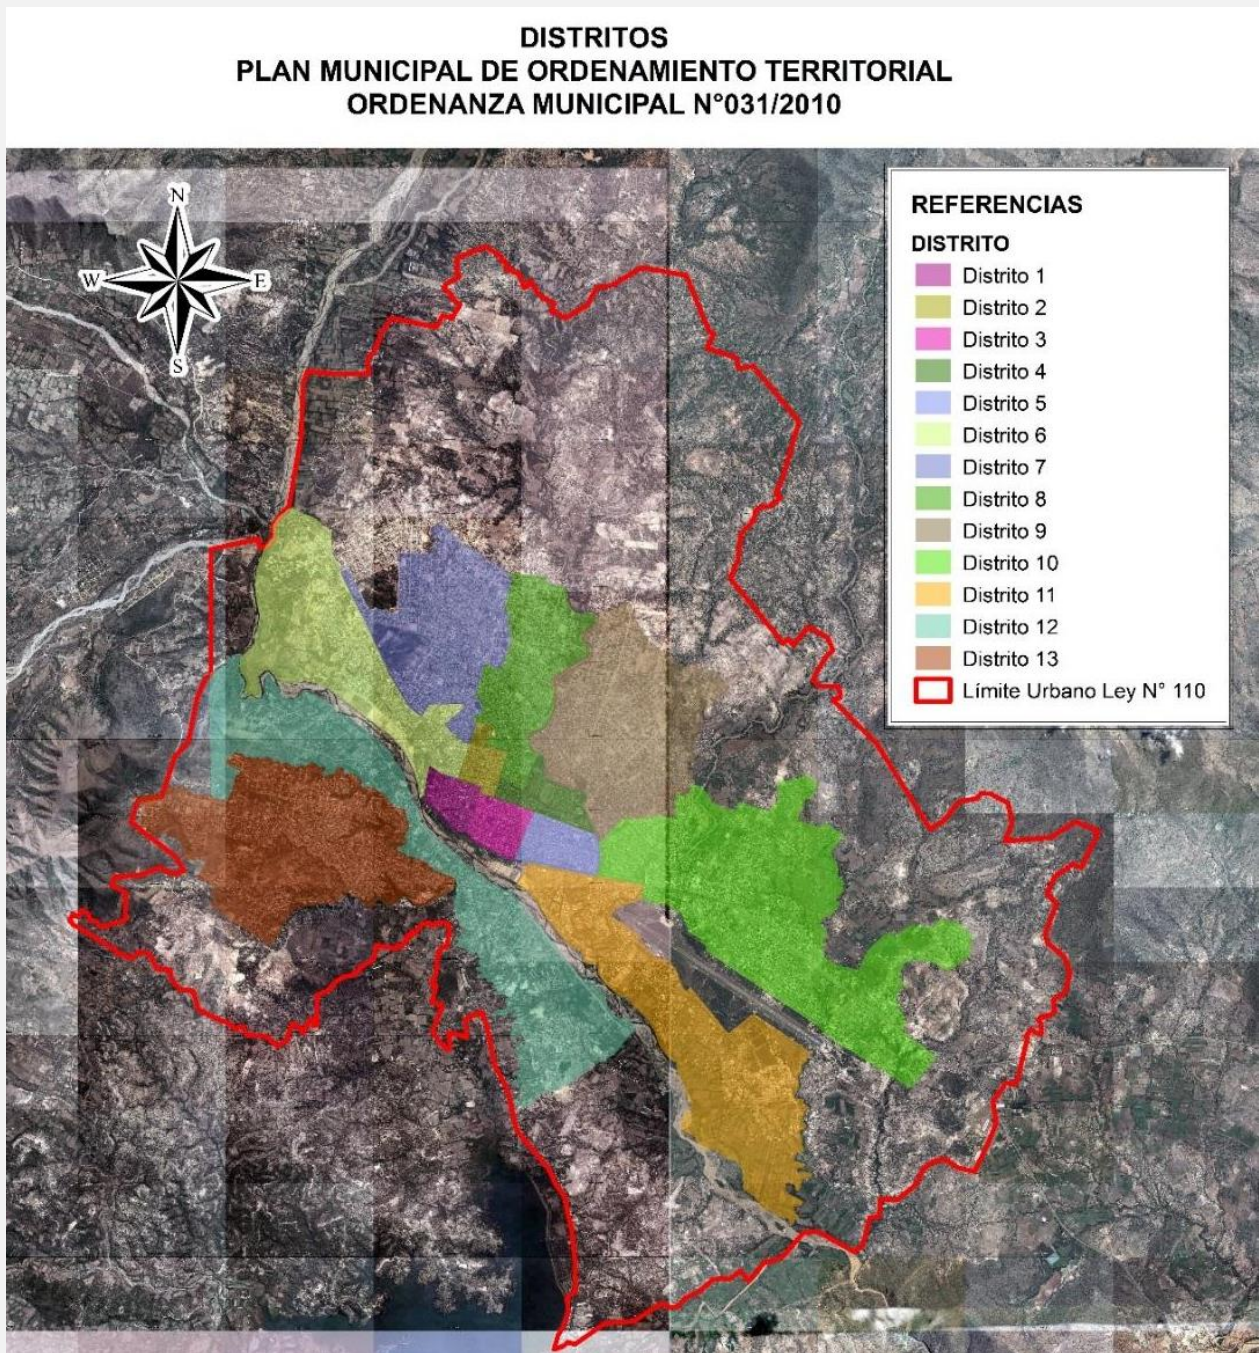 DISTRITOS
PLAN MUNICIPAL DE ORDENAMIENTO TERRITORIAL
ORDENANZA MUNICIPAL N°031/2010
N
W
E
S
REFERENCIAS
DISTRITO
Distrito 1
Distrito 2
Distrito 3
Distrito 4
Distrito 5
Distrito 6
Distrito 7
Distrito 8
Distrito 9
Distrito 10
Distrito 11
Distrito 12
Distrito 13
Límite Urbano Ley N° 110